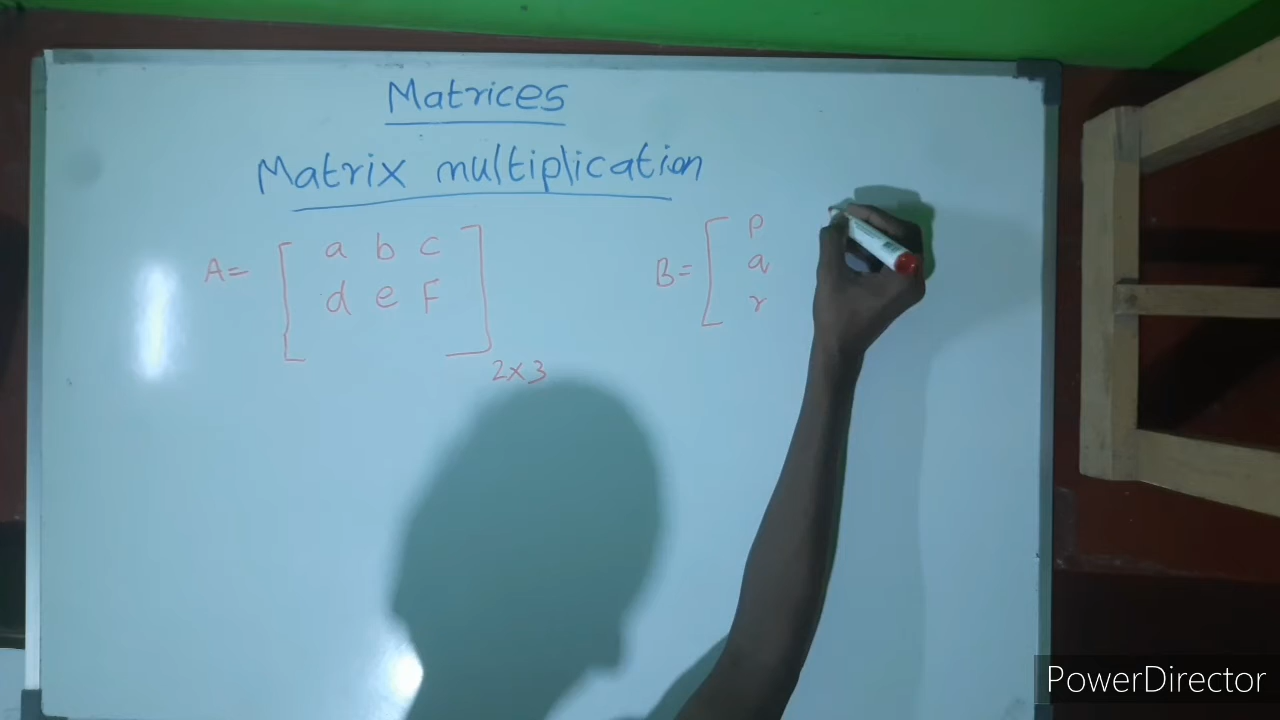 Matrices
Matrix multiplication
A= [ a b c
d e F ] 2x3
B= [ p
q
r
PowerDirector